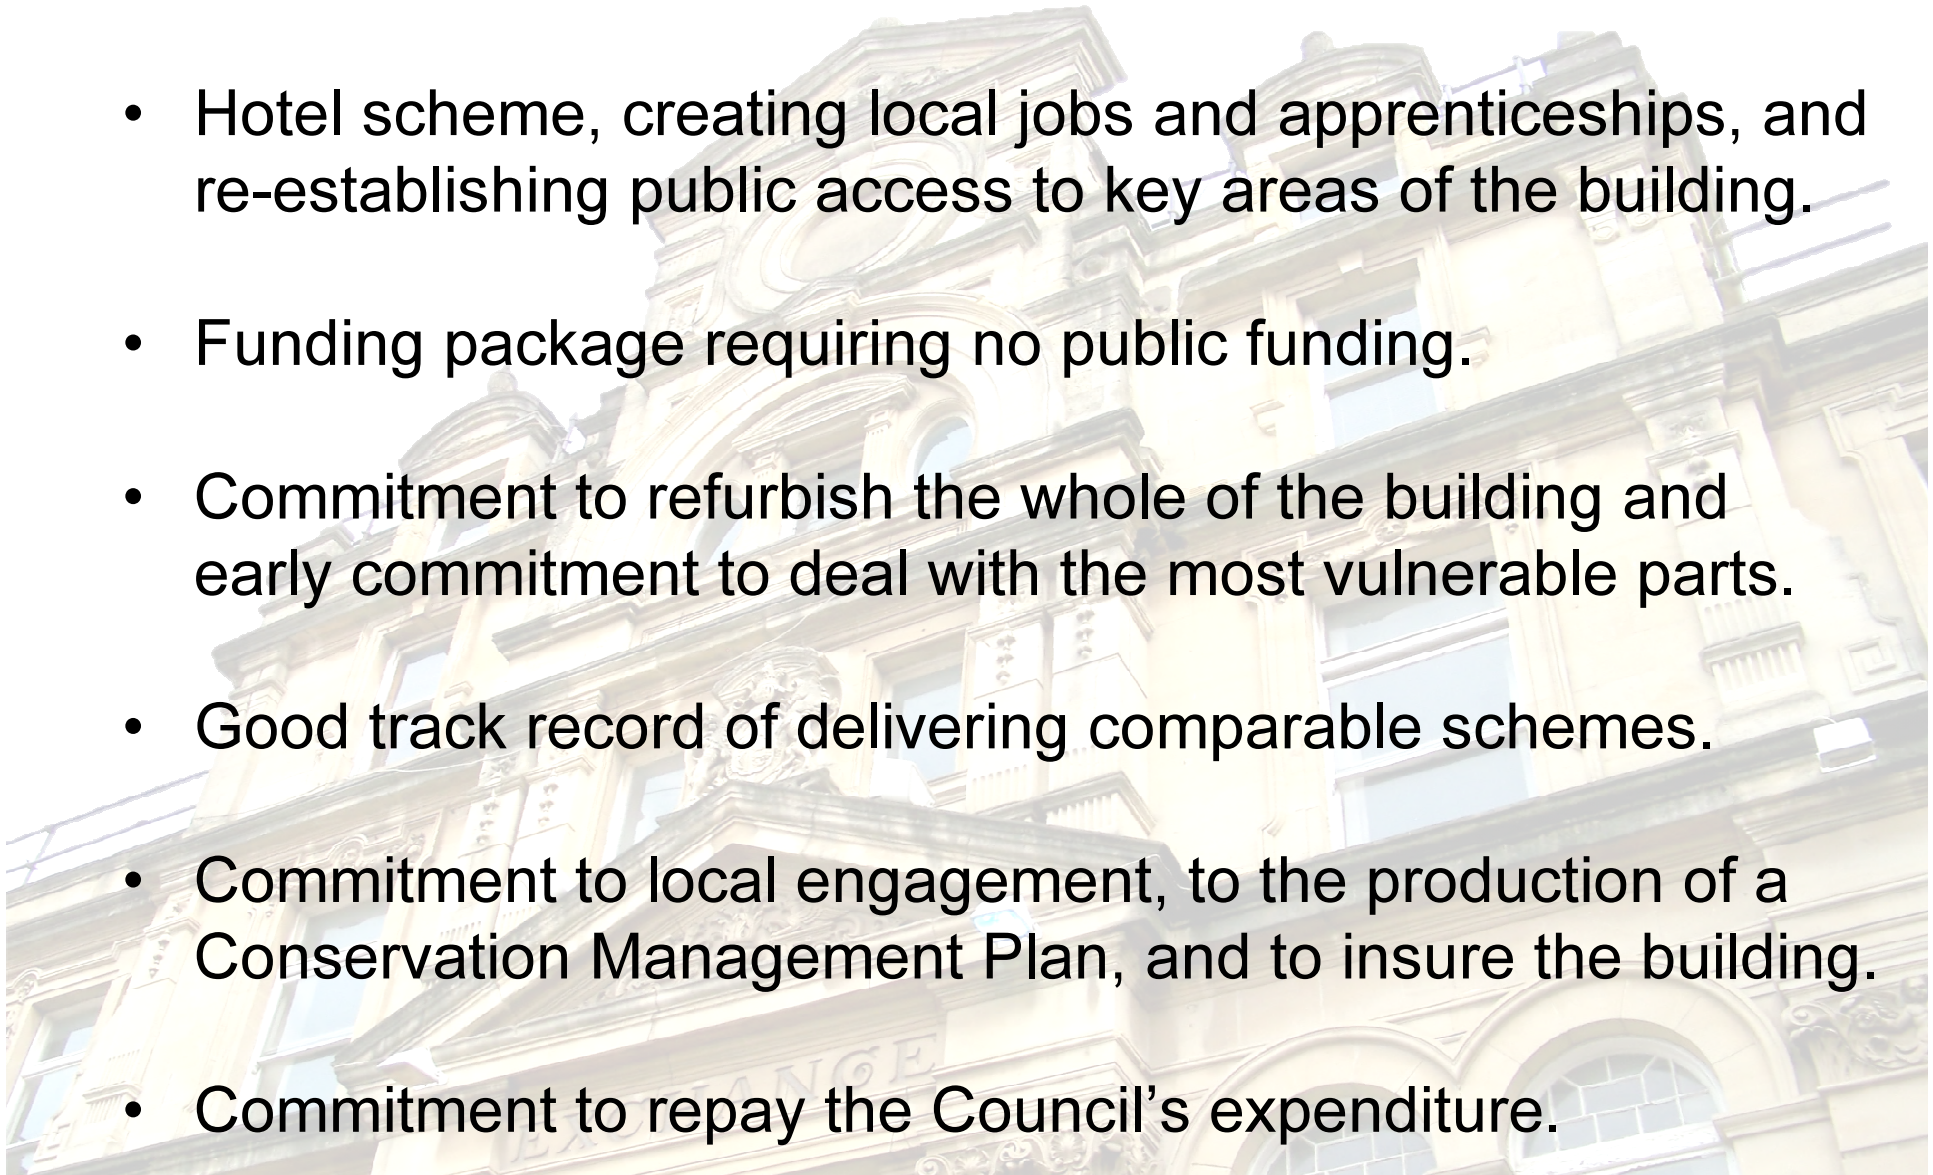 • Hotel scheme, creating local jobs and apprenticeships, and
re-establishing public access to key areas of the building.
• Funding package requiring no public funding.
• Commitment to refurbish the whole of the building and
early commitment to deal with the most vulnerable parts.
• Good track record of delivering comparable schemes.
• Commitment to local engagement, to the production of a
Conservation Management Plan, and to insure the building.
EXCHANGE
• Commitment to repay the Council’s expenditure.